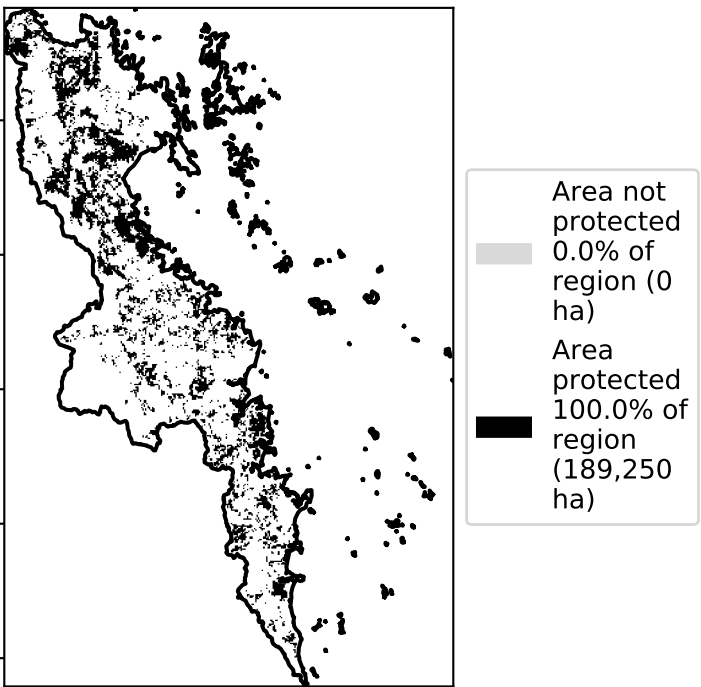 Area not
protected
0.0% of
region (0
ha)
Area
protected
100.0% of
region
(189,250
ha)